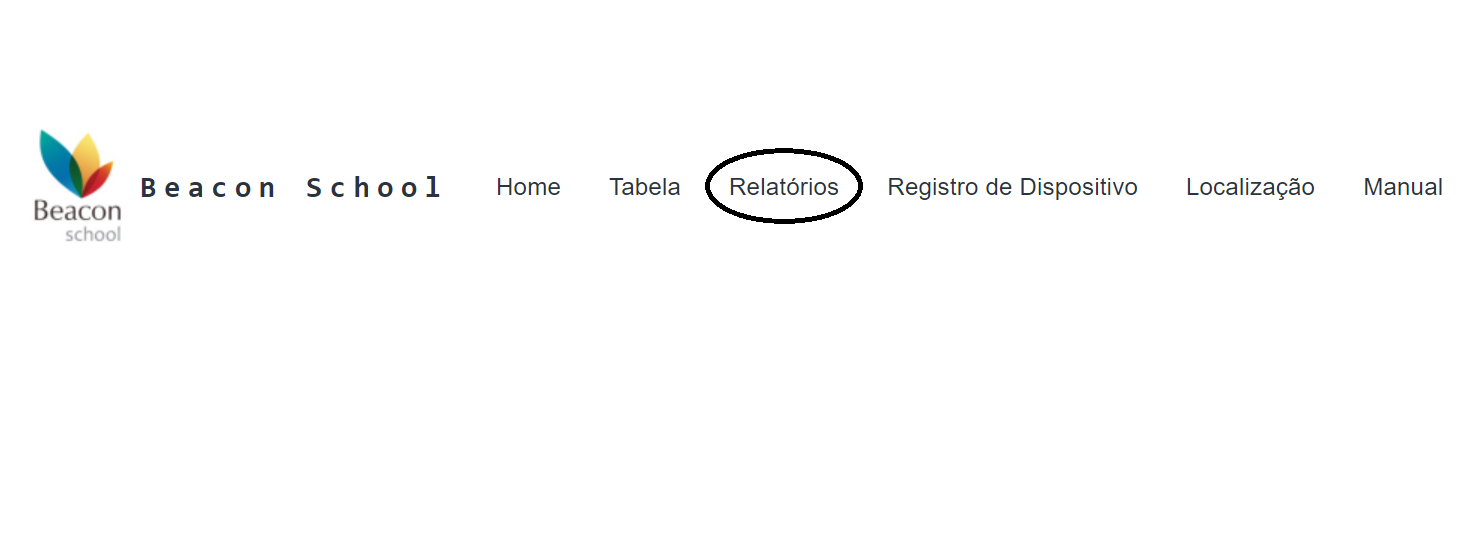 Beacon
school
Beacon School Home Tabela Relatórios Registro de Dispositivo Localização Manual